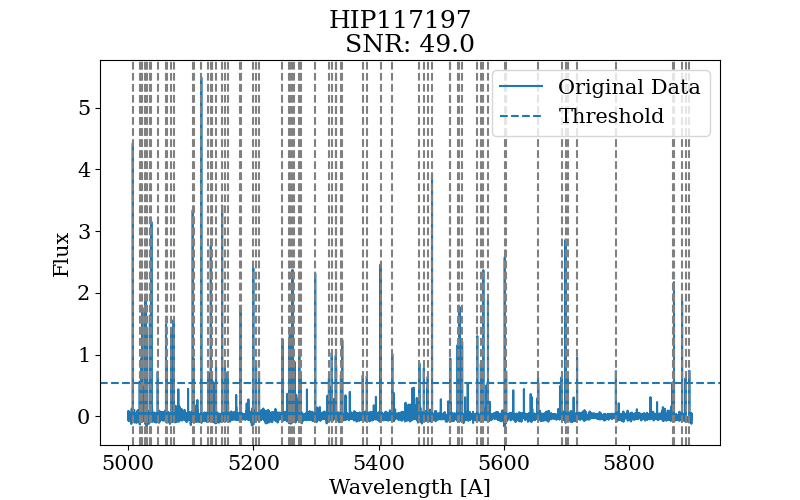 HIP117197
SNR: 49.0
Original Data
Threshold
Flux
5
4
3
2
1
0
5000 5200 5400 5600 5800
Wavelength [A]